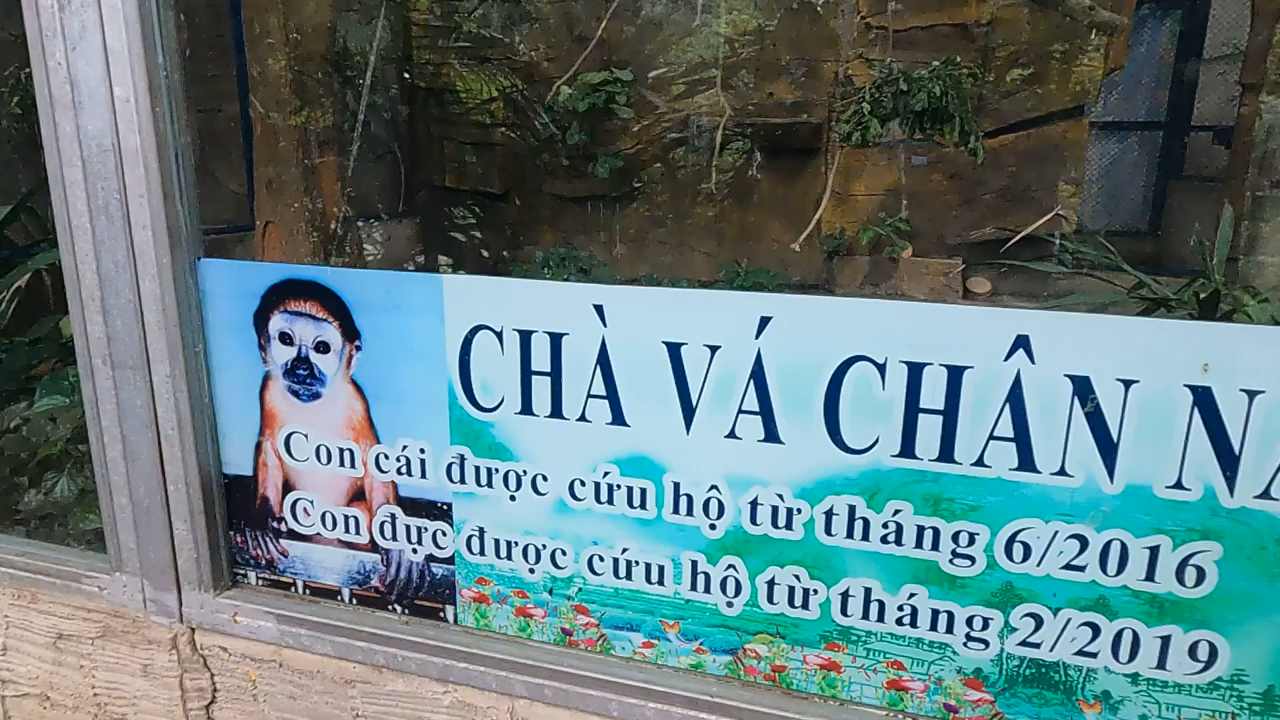 CHÀ VÁ CHÂN
Con cái được cứu hộ từ tháng 6/2016
Con đực được cứu hộ từ tháng 2/2019